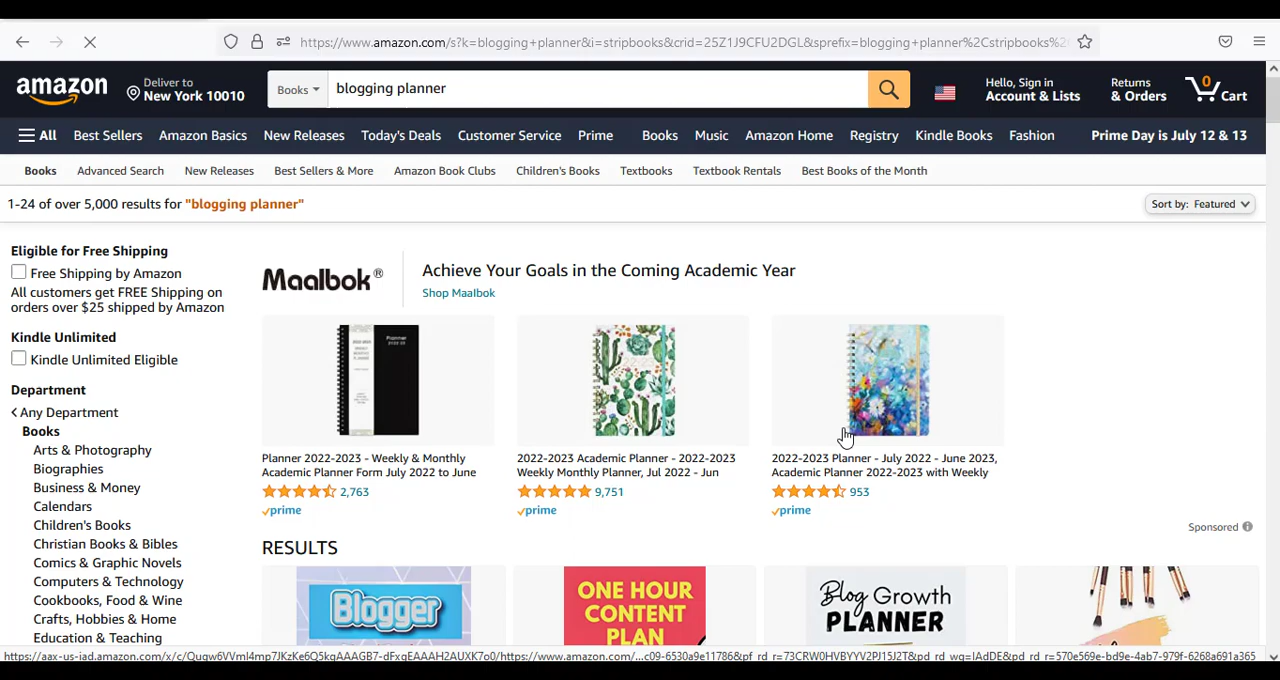 https://www.amazon.com/s?k=blogging+planner&i=stripbooks&crid=25Z1J9CFU2DGL&sprefix=blogging+planner%2Cstripbooks%
amazon
Deliver to
New York 10010
Books
blogging planner
Hello, Sign in
Account & Lists
Returns
& Orders
0
Cart
All
Best Sellers
Amazon Basics
New Releases
Today's Deals
Customer Service
Prime
Books
Music
Amazon Home
Registry
Kindle Books
Fashion
Prime Day is July 12 & 13
Books
Advanced Search
New Releases
Best Sellers & More
Amazon Book Clubs
Children's Books
Textbooks
Textbook Rentals
Best Books of the Month
1-24 of over 5,000 results for "blogging planner"
Sort by: Featured
Eligible for Free Shipping
Free Shipping by Amazon
All customers get FREE Shipping on
orders over $25 shipped by Amazon
Kindle Unlimited
Kindle Unlimited Eligible
Department
Any Department
Books
Arts & Photography
Biographies
Business & Money
Calendars
Children's Books
Christian Books & Bibles
Comics & Graphic Novels
Computers & Technology
Cookbooks, Food & Wine
Crafts, Hobbies & Home
Education & Teaching
Maalbok®
Achieve Your Goals in the Coming Academic Year
Shop Maalbok
Planner 2022-2023 - Weekly & Monthly
Academic Planner Form July 2022 to June
2,763
prime
2022-2023 Academic Planner - 2022-2023
Weekly Monthly Planner, Jul 2022 - Jun
9,751
prime
2022-2023 Planner - July 2022 - June 2023,
Academic Planner 2022-2023 with Weekly
953
prime
Sponsored
RESULTS
Blogger
ONE HOUR
CONTENT
PLAN
Blog Growth
PLANNER